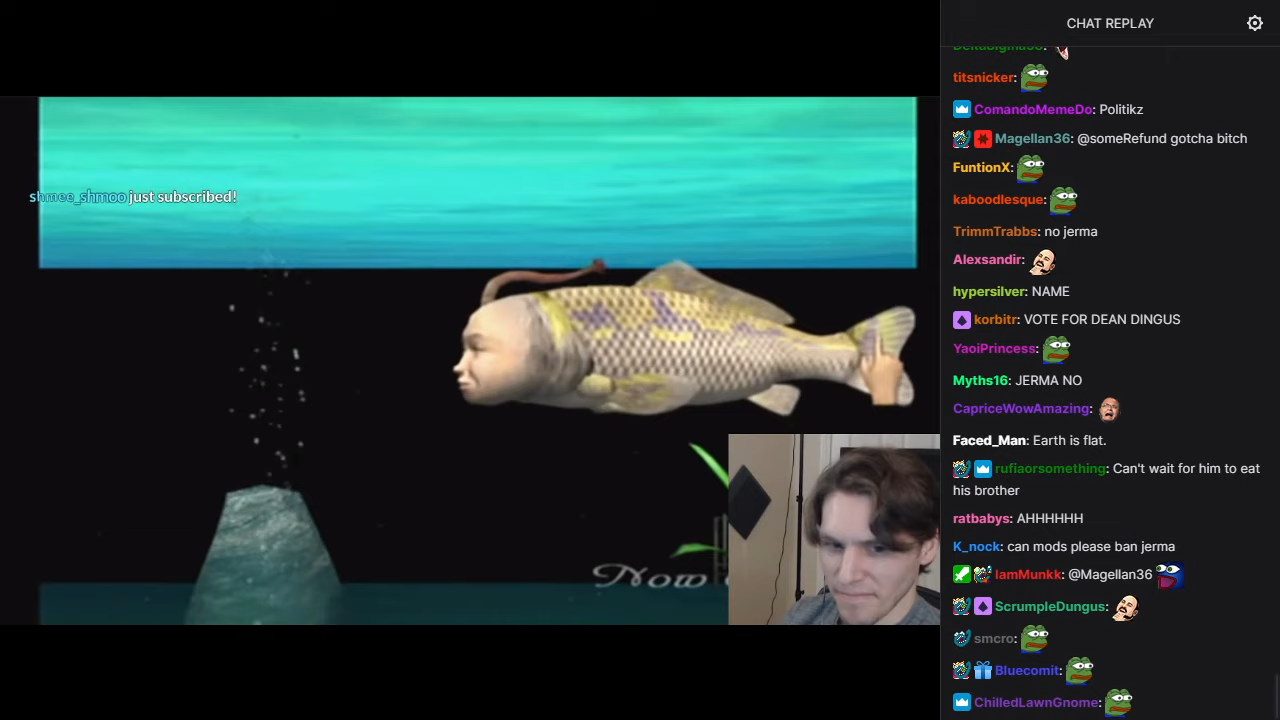 CHAT REPLAY
titsnicker:
ComandoMemeDo: Politikz
Magellan36: @someRefund gotcha bitch
FuntionX:
kaboodlesque:
TrimmTrabbs: no jerma
Alexsandir:
hypersilver: NAME
korbitr: VOTE FOR DEAN DINGUS
YaoiPrincess:
Myths16: JERMA NO
CapriceWowAmazing:
Faced_Man: Earth is flat.
rufiaorsomething: Can't wait for him to eat
his brother
ratbabys: AHHHHHH
K_nock: can mods please ban jerma
IamMunkk: @Magellan36
ScrumpleDungus:
smcro:
Bluecomit:
ChilledLawnGnome:
shmee_shmoo just subscribed!
Now